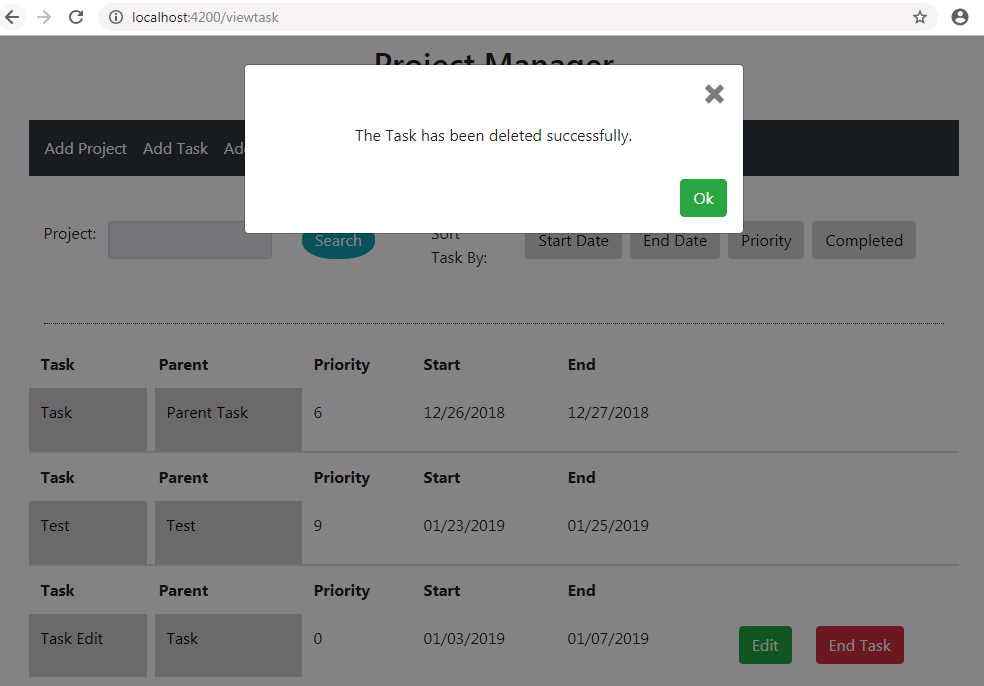 localhost:4200/viewtask
Project Manager
The Task has been deleted successfully.
Add Project Add Task
Ok
Project: Search Sort Task By: Start Date End Date Priority Completed
Task Parent Priority Start End
Task Parent Task 6 12/26/2018 12/27/2018
Task Parent Priority Start End
Test Test 9 01/23/2019 01/25/2019
Task Parent Priority Start End
Task Edit Task 0 01/03/2019 01/07/2019 Edit End Task